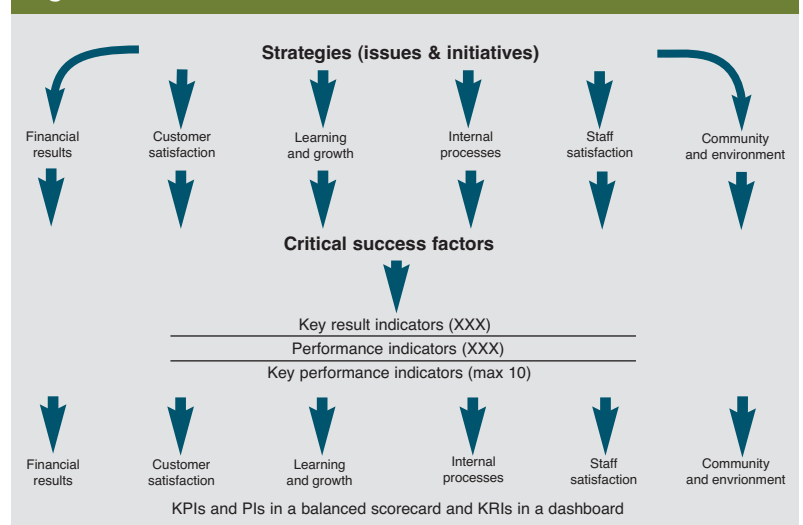 Strategies (issues & initiatives)
Financial
results
Customer
satisfaction
Learning
and growth
Internal
processes
Staff
satisfaction
Community
and environment
Critical success factors
Key result indicators (XXX)
Performance indicators (XXX)
Key performance indicators (max 10)
Financial
results
Customer
satisfaction
Learning
and growth
Internal
processes
Staff
satisfaction
Community
and envrionment
KPIs and PIs in a balanced scorecard and KRIs in a dashboard